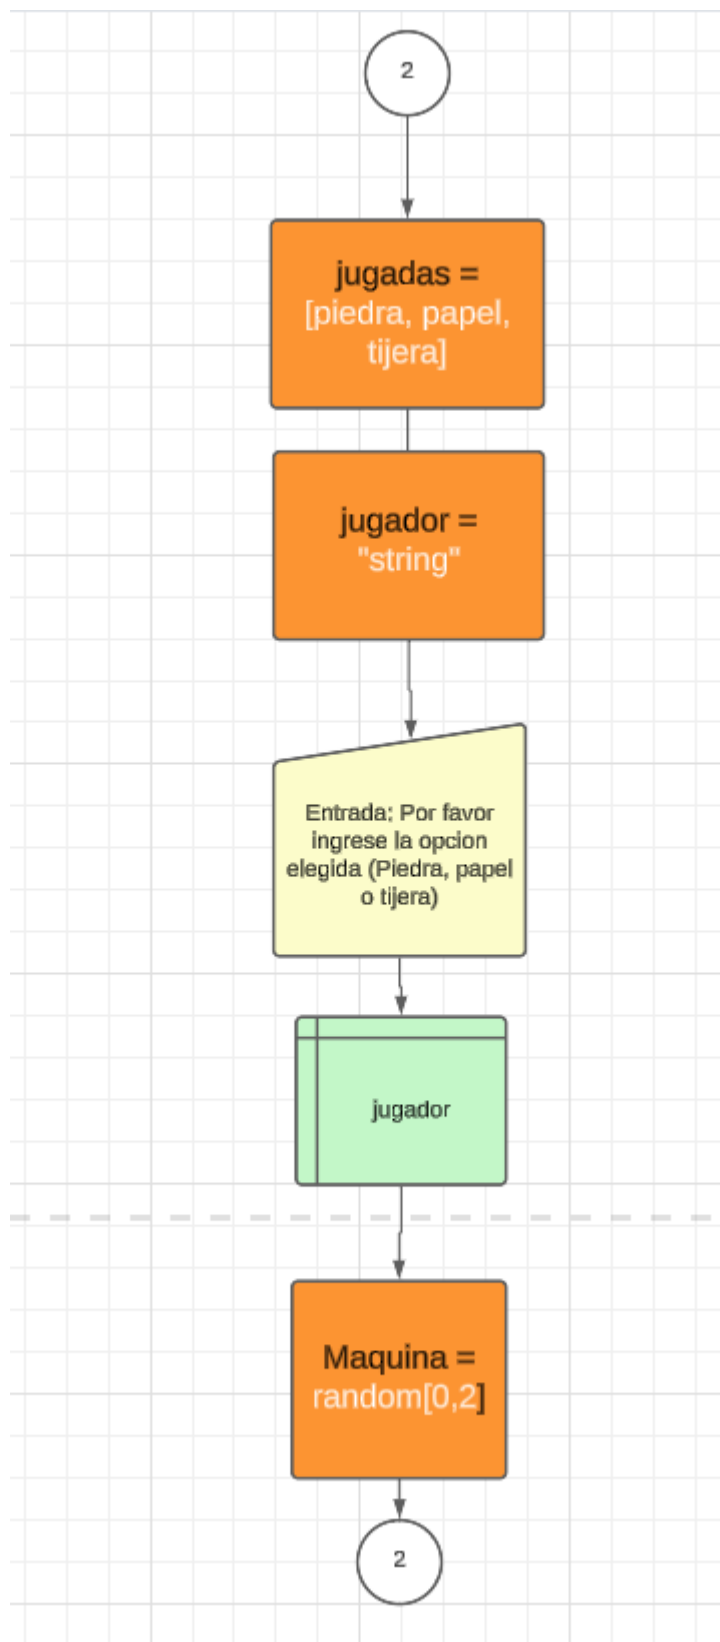 2
jugadas =
[piedra, papel,
tijera]
jugador =
"string"
Entrada: Por favor
ingrese la opcion
elegida (Piedra, papel
o tijera)
jugador
Maquina =
random[0,2]
2